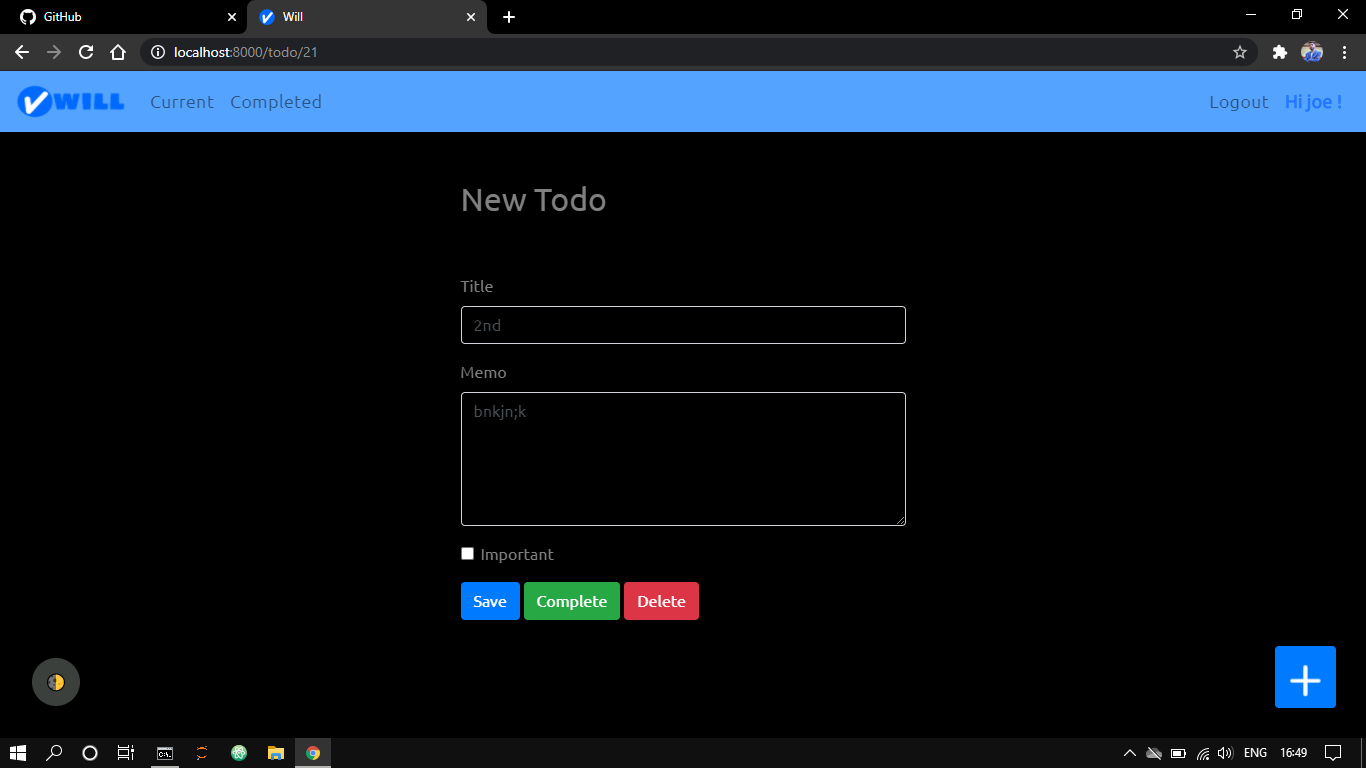 GitHub
Will
localhost:8000/todo/21
WILL Current Completed Logout Hi joe !
New Todo
Title
2nd
Memo
bnkjn;k
Important
Save Complete Delete
ENG 16:49